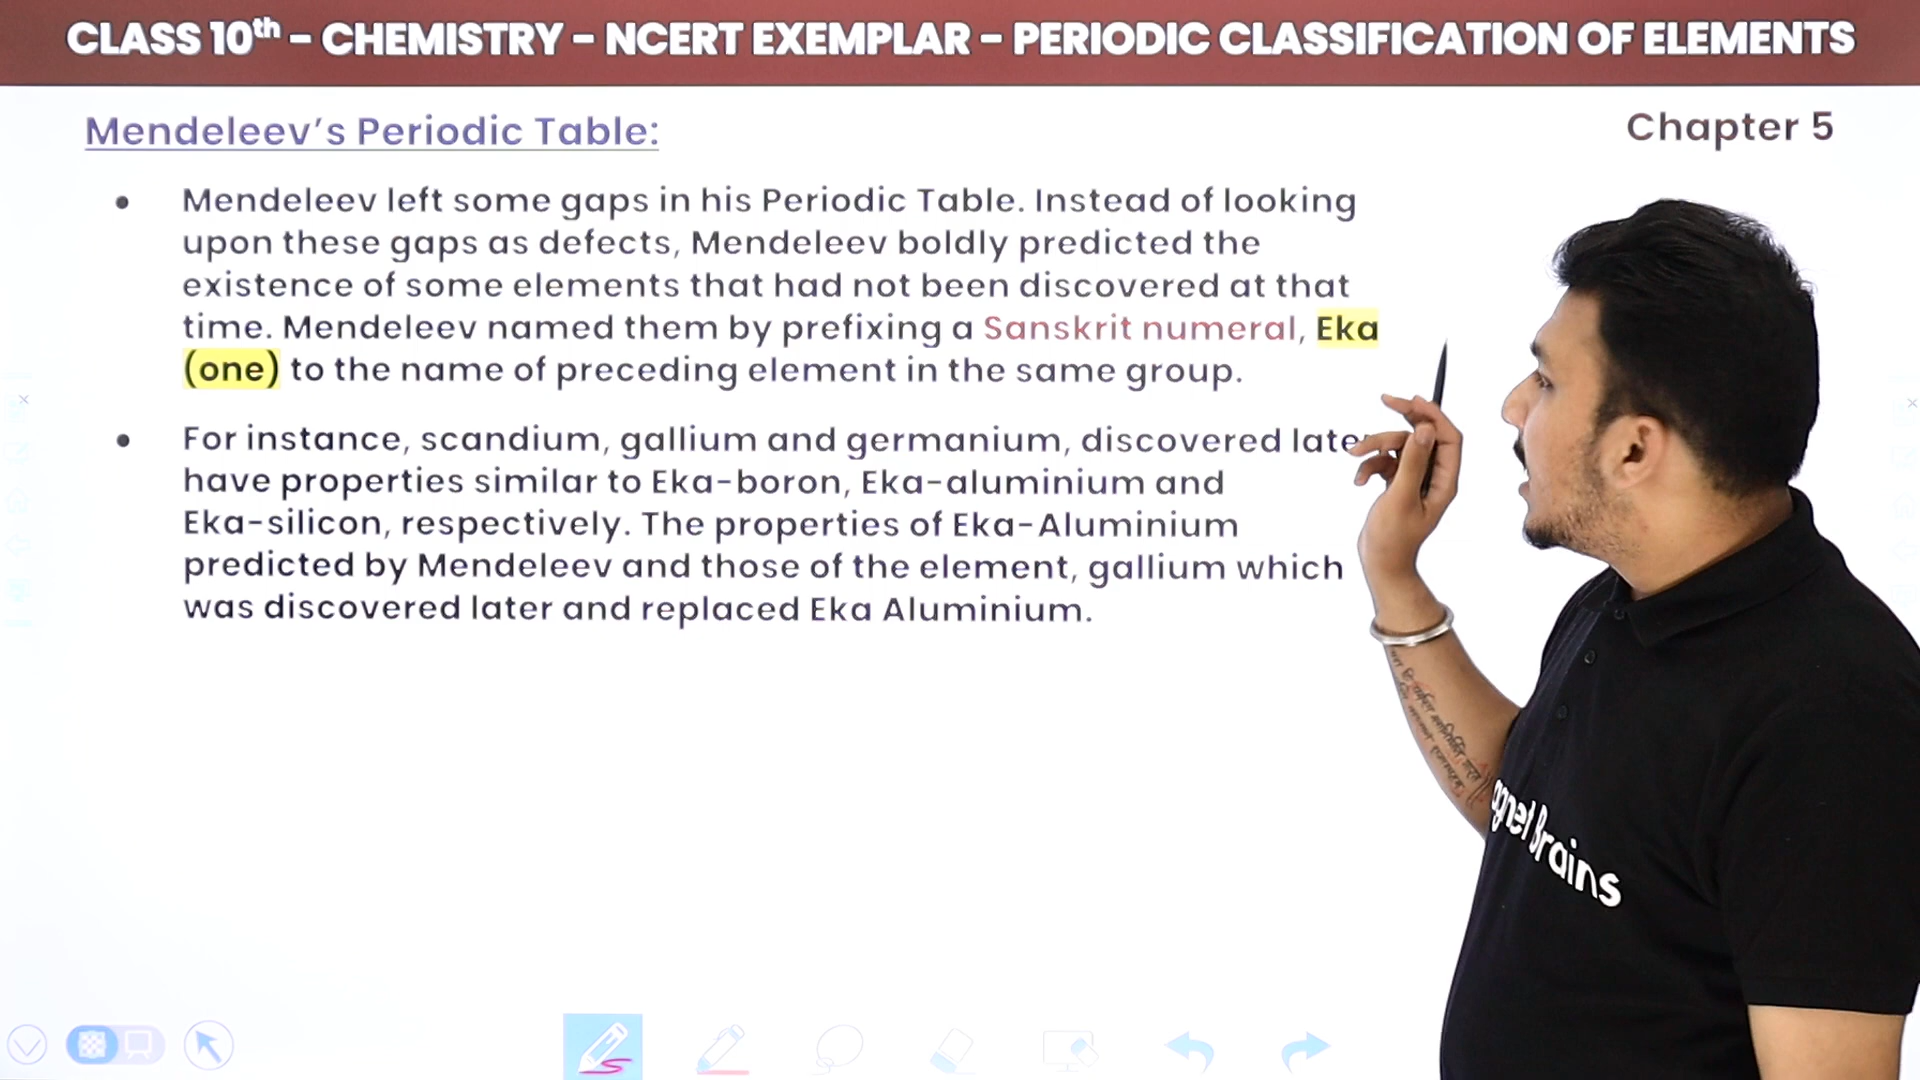 CLASS 10th - CHEMISTRY - NCERT EXEMPLAR - PERIODIC CLASSIFICATION OF ELEMENTS
Mendeleev's Periodic Table:
Chapter 5
• Mendeleev left some gaps in his Periodic Table. Instead of looking
upon these gaps as defects, Mendeleev boldly predicted the
existence of some elements that had not been discovered at that
time. Mendeleev named them by prefixing a Sanskrit numeral, Eka
(one) to the name of preceding element in the same group.
• For instance, scandium, gallium and germanium, discovered later
have properties similar to Eka-boron, Eka-aluminium and
Eka-silicon, respectively. The properties of Eka-Aluminium
predicted by Mendeleev and those of the element, gallium which
was discovered later and replaced Eka Aluminium.
gnet Brains